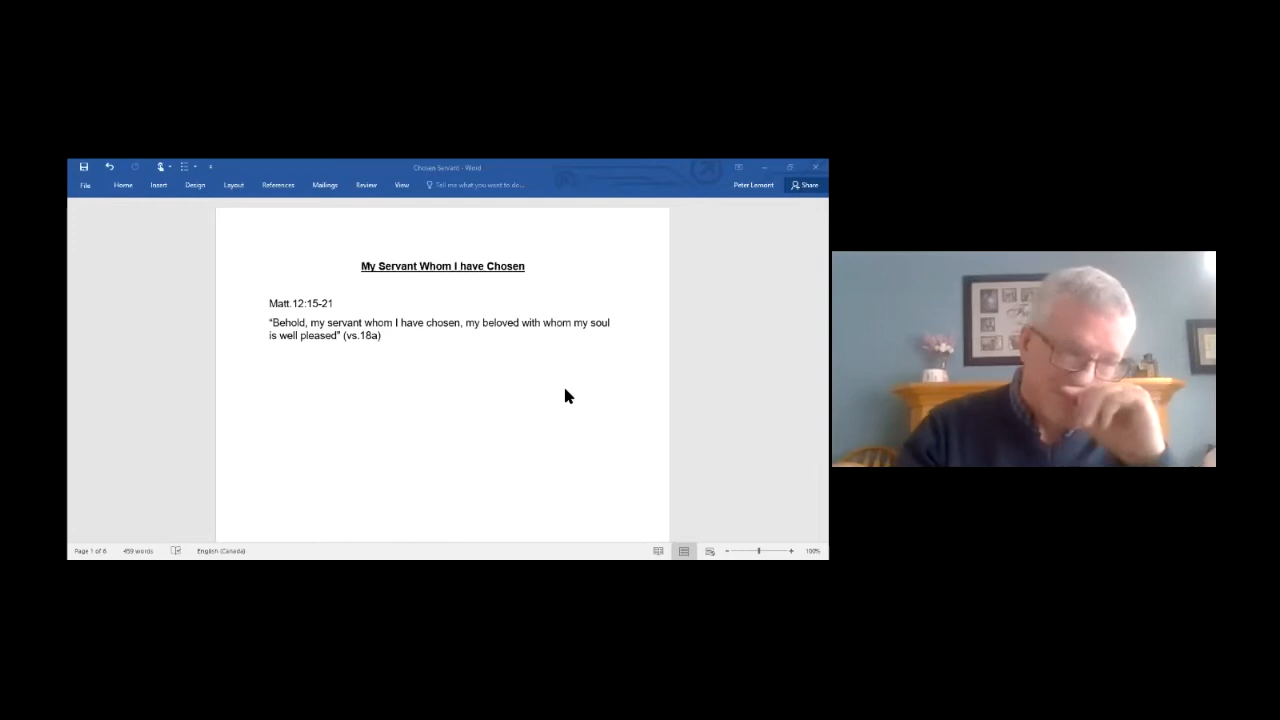 Chosen Servant - Word
File Home Insert Design Layout References Mailings Review View Tell me what you want to do... Peter Lemont Share
My Servant Whom I have Chosen
Matt.12:15-21
“Behold, my servant whom I have chosen, my beloved with whom my soul
is well pleased” (vs.18a)
Page 1 of 6 459 words English (Canada) 100%